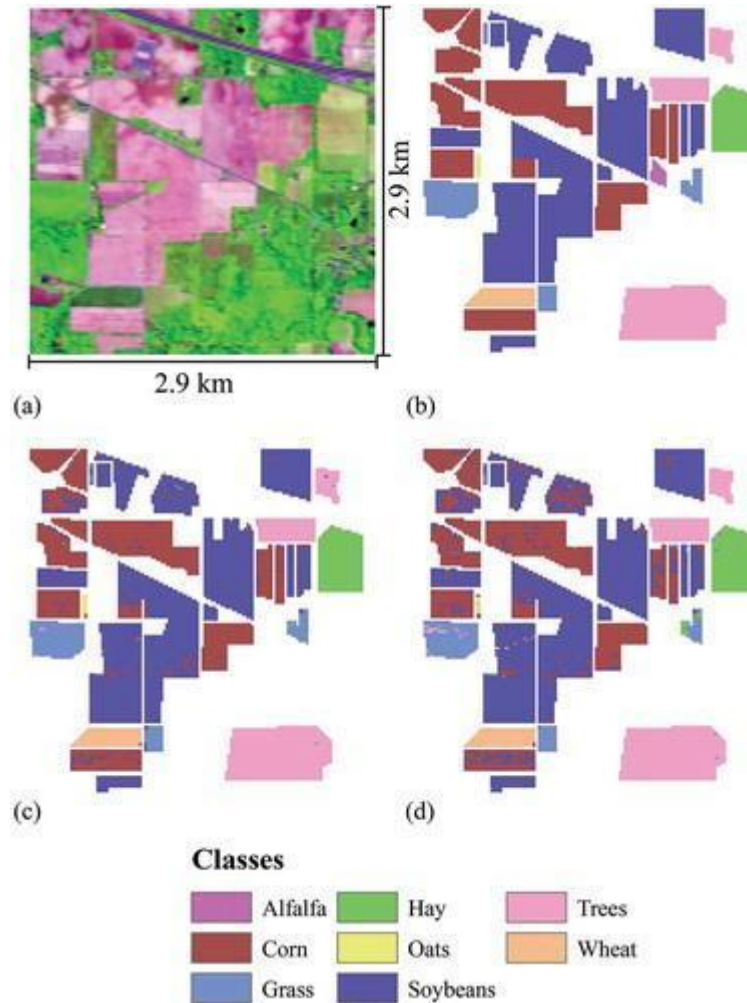 2.9 km
2.9 km
(a)
(b)
(c)
(d)
Classes
Alfalfa
Hay
Trees
Corn
Oats
Wheat
Grass
Soybeans